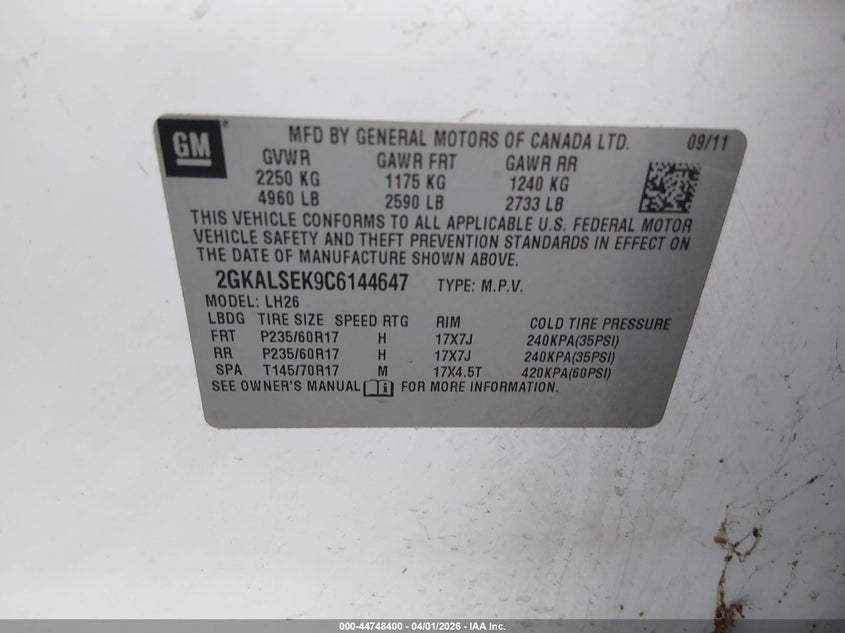 GM® MFD BY GENERAL MOTORS OF CANADA LTD. 09/11
GVWR GAWR FRT GAWR RR
2250 KG 1175 KG 1240 KG
4960 LB 2590 LB 2733 LB
THIS VEHICLE CONFORMS TO ALL APPLICABLE U.S. FEDERAL MOTOR
VEHICLE SAFETY AND THEFT PREVENTION STANDARDS IN EFFECT ON
THE DATE OF MANUFACTURE SHOWN ABOVE.
2GKALSEK9C6144647 TYPE: M.P.V.
MODEL: LH26
LBDG TIRE SIZE SPEED RTG RIM COLD TIRE PRESSURE
FRT P235/60R17 H 17X7J 240KPA(35PSI)
RR P235/60R17 H 17X7J 240KPA(35PSI)
SPA T145/70R17 M 17X4.5T 420KPA(60PSI)
SEE OWNER'S MANUAL FOR MORE INFORMATION.
000-44748400 - 04/01/2026 - IAA Inc.